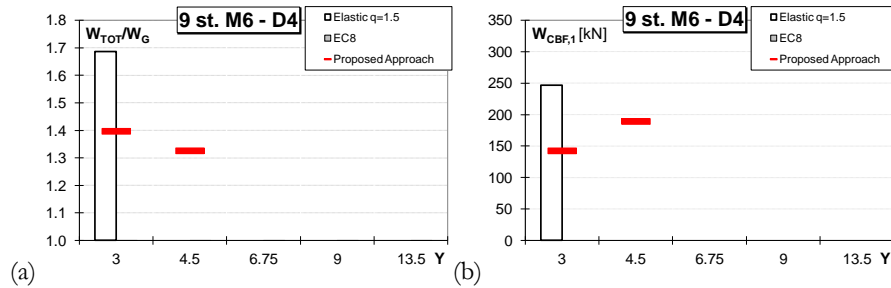 9 st. M6 - D4
W_TOT/W_G
Elastic q=1.5
EC8
Proposed Approach
1.8
1.7
1.6
1.5
1.4
1.3
1.2
1.1
1.0
3 4.5 6.75 9 13.5 Y
(a)
9 st. M6 - D4
W_CBF,1 [kN]
Elastic q=1.5
EC8
Proposed Approach
350
300
250
200
150
100
50
0
3 4.5 6.75 9 13.5 Y
(b)